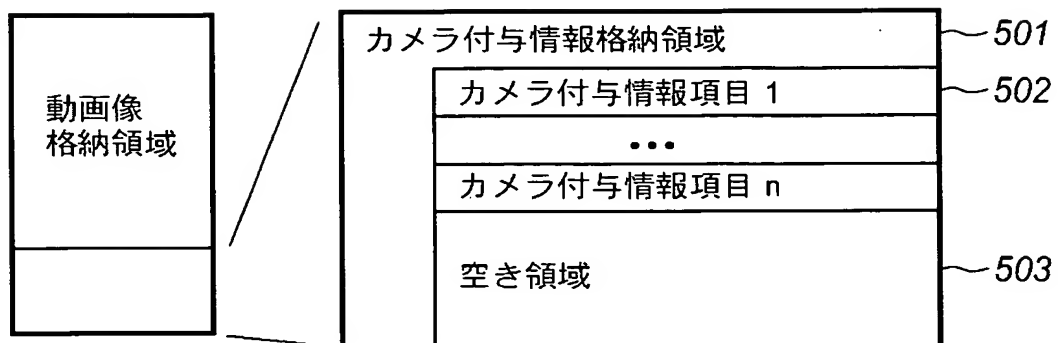 動画像
格納領域
カメラ付与情報格納領域
501
カメラ付与情報項目 1
502
•••
カメラ付与情報項目 n
空き領域
503